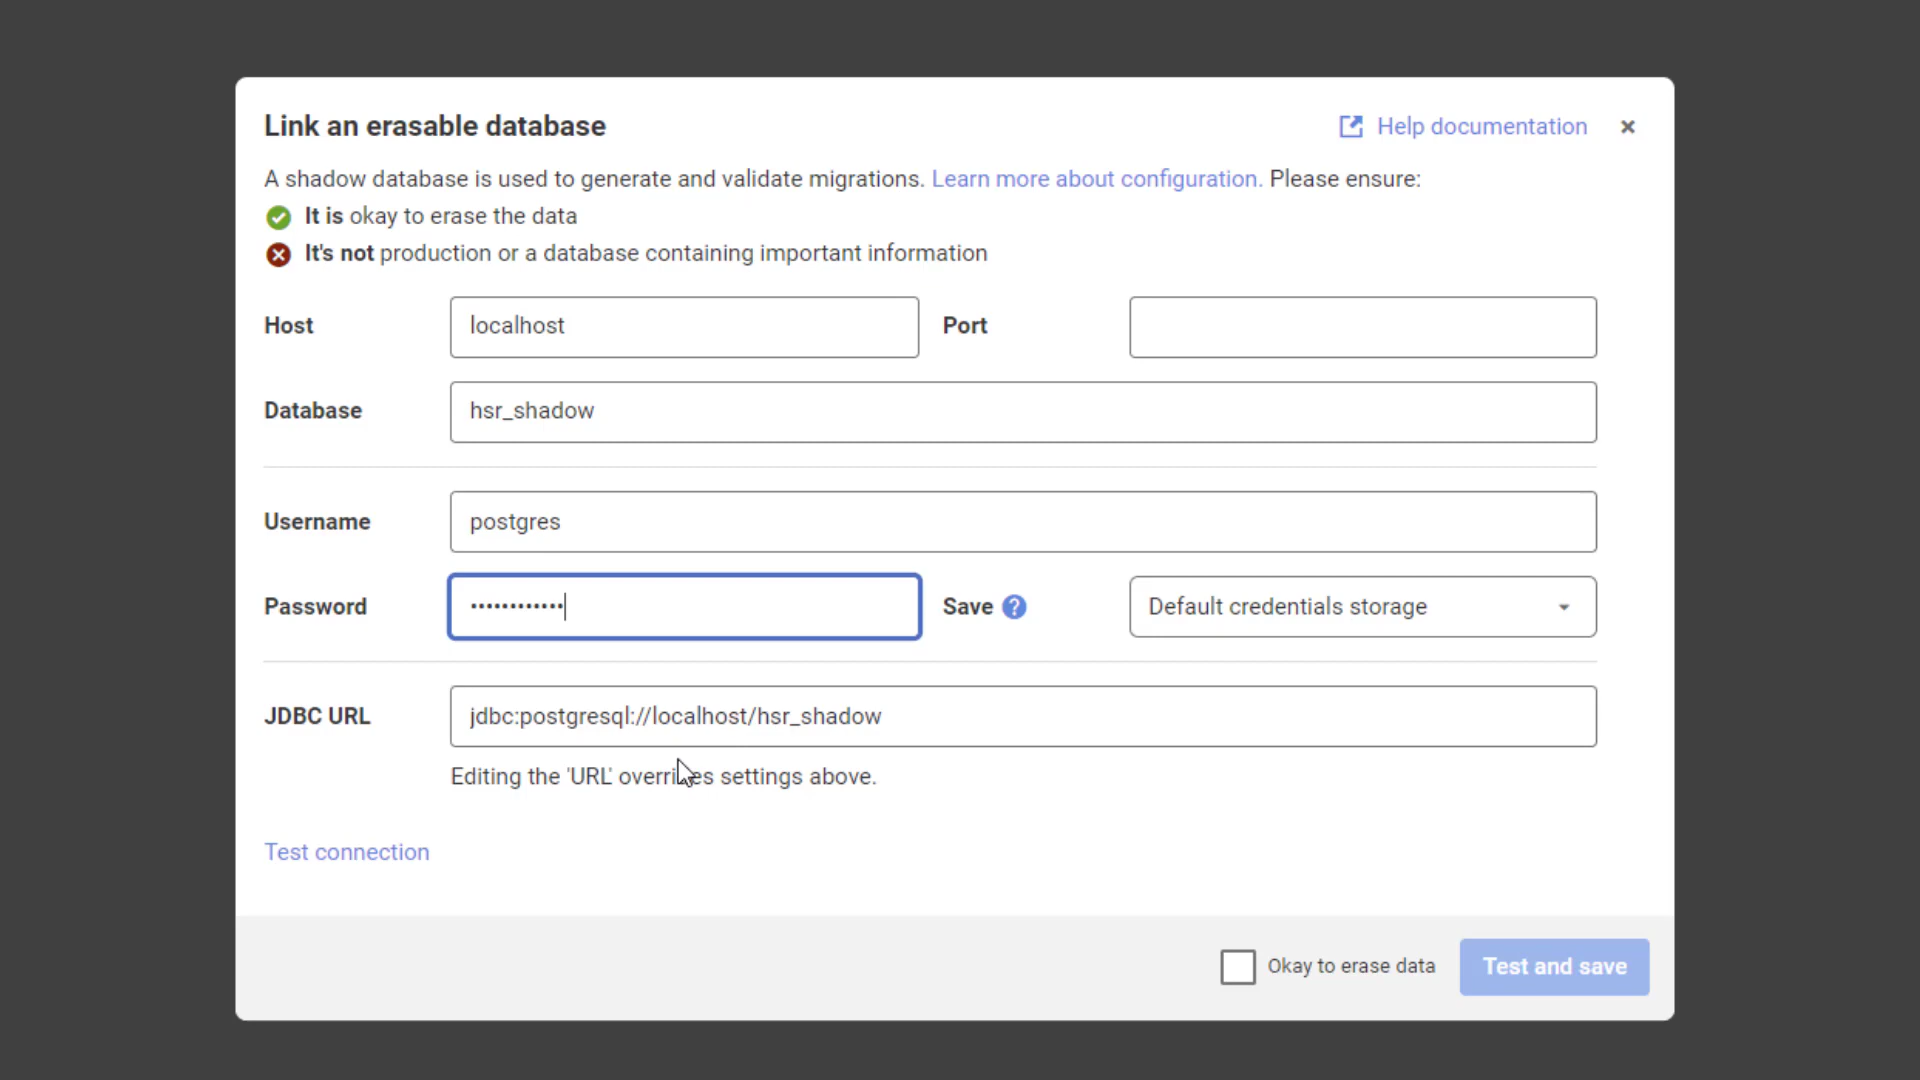 Link an erasable database
Help documentation
A shadow database is used to generate and validate migrations. Learn more about configuration. Please ensure:
It is okay to erase the data
It's not production or a database containing important information
Host
localhost
Port
Database
hsr_shadow
Username
postgres
Password
••••••••••••
Save
?
Default credentials storage
JDBC URL
jdbc:postgresql://localhost/hsr_shadow
Editing the 'URL' overrides settings above.
Test connection
Okay to erase data
Test and save